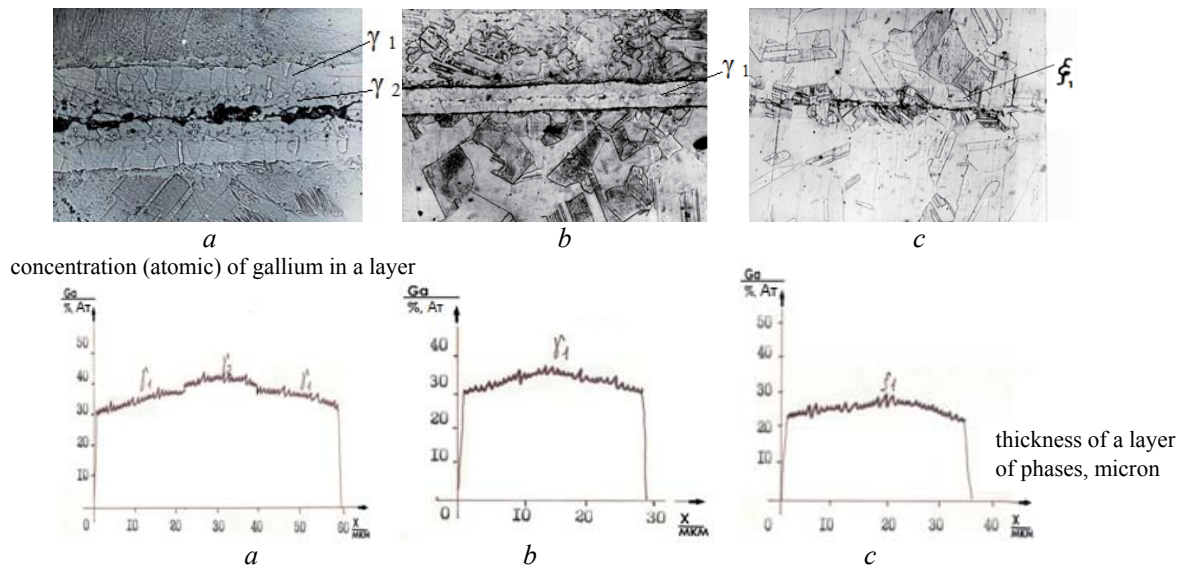 γ 1
γ 2
γ 1
ξ1
a
b
c
concentration (atomic) of gallium in a layer
Ga
%, Ат
50
40
30
20
10
0
γ1
γ2
γ1
10 20 30 40 50 60
X
МКМ
a
Ga
%, Ат
40
30
20
10
0
γ1
10 20 30
X
МКМ
b
Ga
%, Ат
50
40
30
20
10
0
ξ1
10 20 30 40
X
МКМ
c
thickness of a layer
of phases, micron